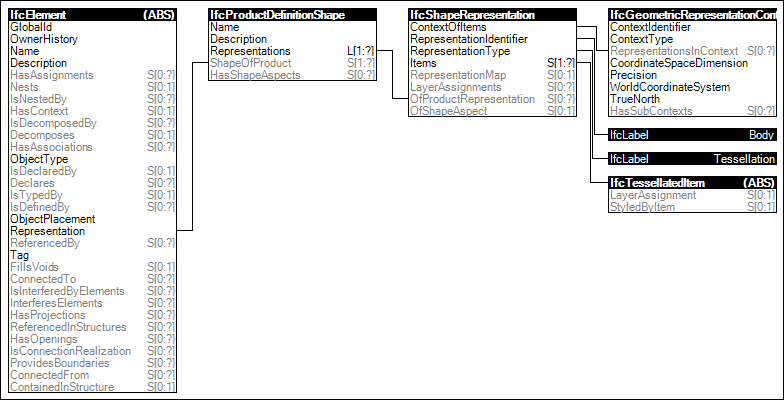 IfcElement (ABS)
GlobalId
OwnerHistory
Name
Description
HasAssignments S[0:?]
Nests S[0:1]
IsNestedBy S[0:?]
HasContext S[0:1]
IsDecomposedBy S[0:?]
Decomposes S[0:1]
HasAssociations S[0:?]
ObjectType
IsDeclaredBy S[0:1]
Declares S[0:?]
IsTypedBy S[0:1]
IsDefinedBy S[0:?]
ObjectPlacement
Representation
ReferencedBy S[0:?]
Tag
FillsVoids S[0:1]
ConnectedTo S[0:?]
IsInterferedByElements S[0:?]
InterferesElements S[0:?]
HasProjections S[0:?]
ReferencedInStructures S[0:?]
HasOpenings S[0:?]
IsConnectionRealization S[0:?]
ProvidesBoundaries S[0:?]
ConnectedFrom S[0:?]
ContainedInStructure S[0:1]
IfcProductDefinitionShape
Name
Description
Representations L[1:?]
ShapeOfProduct S[1:?]
HasShapeAspects S[0:?]
IfcShapeRepresentation
ContextOfItems
RepresentationIdentifier
RepresentationType
Items S[1:?]
RepresentationMap S[0:1]
LayerAssignments S[0:?]
OfProductRepresentation S[0:?]
OfShapeAspect S[0:1]
IfcGeometricRepresentationCon
ContextIdentifier
ContextType
RepresentationsInContext S[0:?]
CoordinateSpaceDimension
Precision
WorldCoordinateSystem
TrueNorth
HasSubContexts S[0:?]
IfcLabel Body
IfcLabel Tessellation
IfcTessellatedItem (ABS)
LayerAssignment S[0:1]
StyledByItem S[0:1]